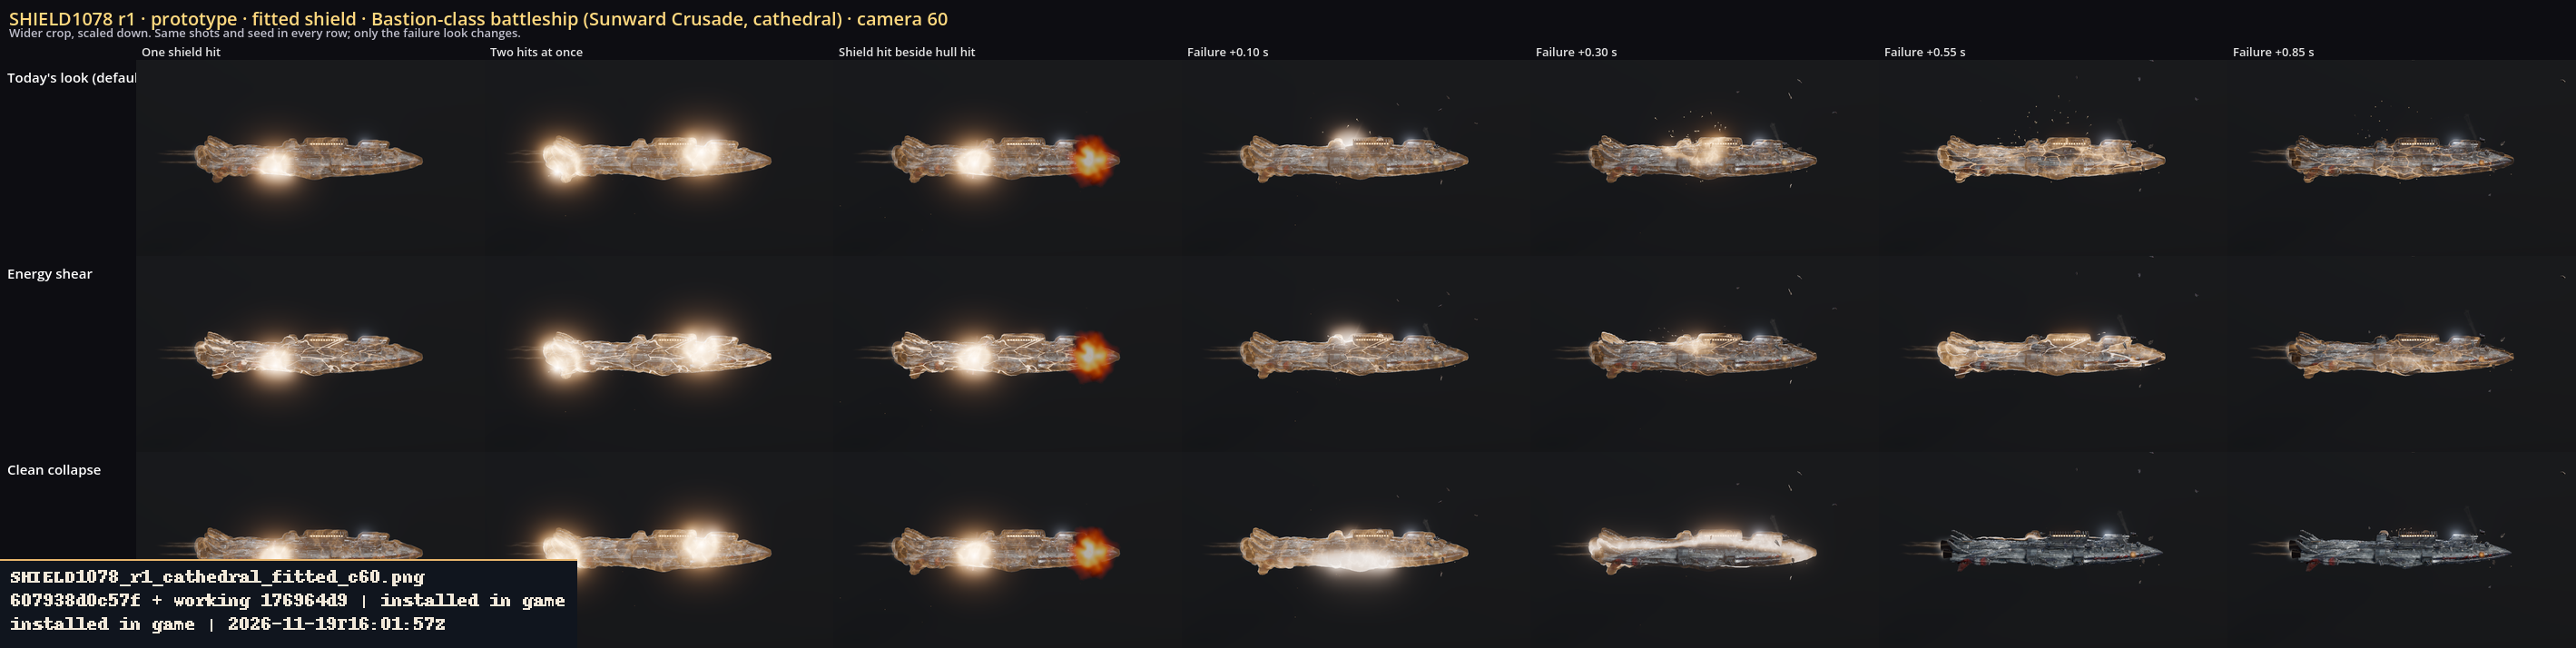 SHIELD1078 r1 · prototype · fitted shield · Bastion-class battleship (Sunward Crusade, cathedral) · camera 60
Wider crop, scaled down. Same shots and seed in every row; only the failure look changes.
One shield hit
Two hits at once
Shield hit beside hull hit
Failure +0.10 s
Failure +0.30 s
Failure +0.55 s
Failure +0.85 s
Today's look (defaul
Energy shear
Clean collapse
SHIELD1078_r1_cathedral_fitted_c60.png
607938d0c57f + working 176964d9 | installed in game
installed in game | 2026-11-19T16:01:57Z